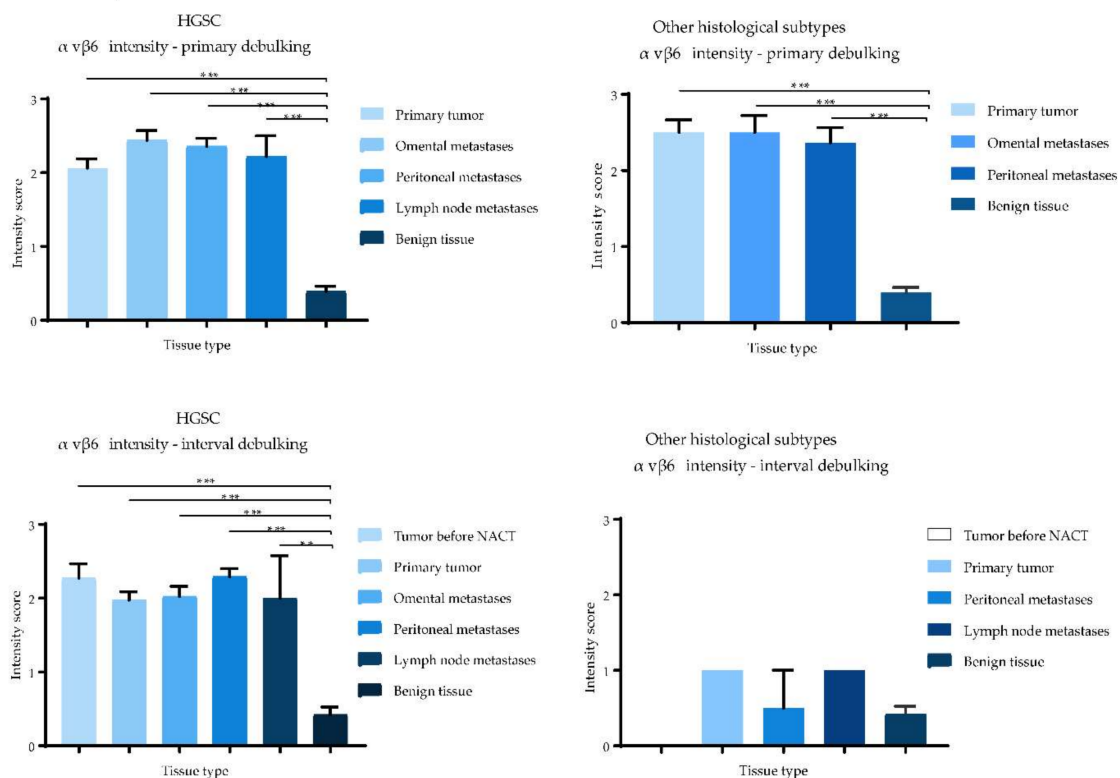 HGSC
α vβ6 intensity - primary debulking
***
***
***
***
3
2
1
0
Intensity score
Tissue type
Primary tumor
Omental metastases
Peritoneal metastases
Lymph node metastases
Benign tissue
Other histological subtypes
α vβ6 intensity - primary debulking
***
***
***
3
2
1
0
Intensity score
Tissue type
Primary tumor
Omental metastases
Peritoneal metastases
Benign tissue
HGSC
α vβ6 intensity - interval debulking
***
***
***
***
**
3
2
1
0
Intensity score
Tissue type
Tumor before NACT
Primary tumor
Omental metastases
Peritoneal metastases
Lymph node metastases
Benign tissue
Other histological subtypes
α vβ6 intensity - interval debulking
3
2
1
0
Intensity score
Tissue type
Tumor before NACT
Primary tumor
Peritoneal metastases
Lymph node metastases
Benign tissue